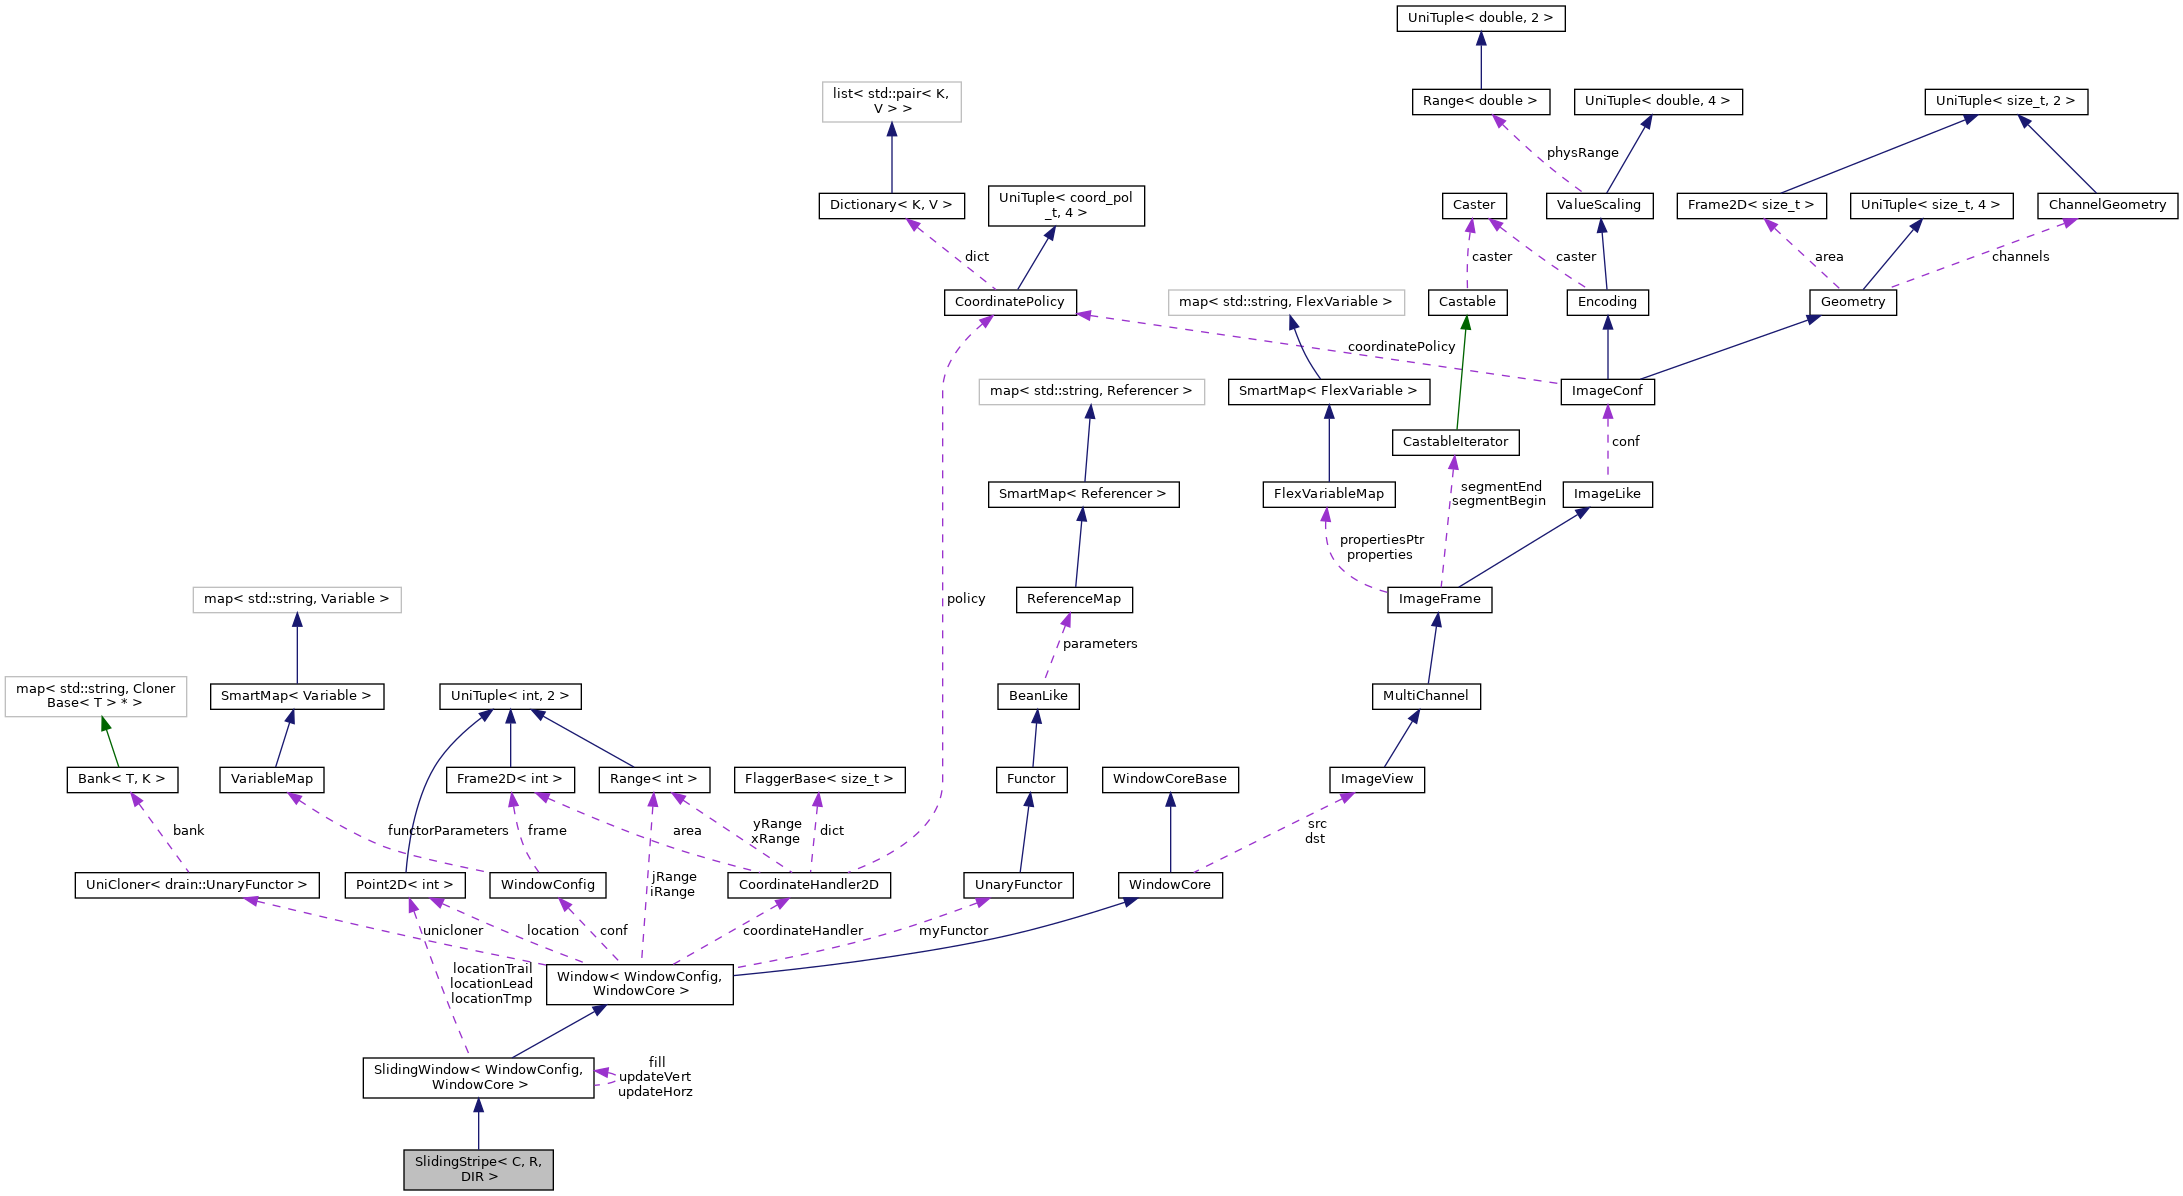 UniTuple< double, 2 >
list< std::pair< K,
V > >
Range< double >
UniTuple< double, 4 >
UniTuple< size_t, 2 >
physRange
Dictionary< K, V >
UniTuple< coord_pol
_t, 4 >
Caster
ValueScaling
Frame2D< size_t >
UniTuple< size_t, 4 >
ChannelGeometry
dict
caster
caster
area
channels
CoordinatePolicy
map< std::string, FlexVariable >
Castable
Encoding
Geometry
coordinatePolicy
map< std::string, Referencer >
SmartMap< FlexVariable >
ImageConf
CastableIterator
conf
SmartMap< Referencer >
FlexVariableMap
segmentEnd
segmentBegin
ImageLike
propertiesPtr
properties
map< std::string, Variable >
policy
ReferenceMap
ImageFrame
parameters
map< std::string, Cloner
Base< T > * >
SmartMap< Variable >
UniTuple< int, 2 >
BeanLike
MultiChannel
Bank< T, K >
VariableMap
Frame2D< int >
Range< int >
FlaggerBase< size_t >
Functor
WindowCoreBase
ImageView
bank
functorParameters
frame
area
yRange
xRange
dict
src
dst
UniCloner< drain::UnaryFunctor >
Point2D< int >
WindowConfig
jRange
iRange
CoordinateHandler2D
UnaryFunctor
WindowCore
unicloner
location
conf
coordinateHandler
myFunctor
locationTrail
locationLead
locationTmp
Window< WindowConfig,
WindowCore >
SlidingWindow< WindowConfig,
WindowCore >
fill
updateVert
updateHorz
SlidingStripe< C, R,
DIR >